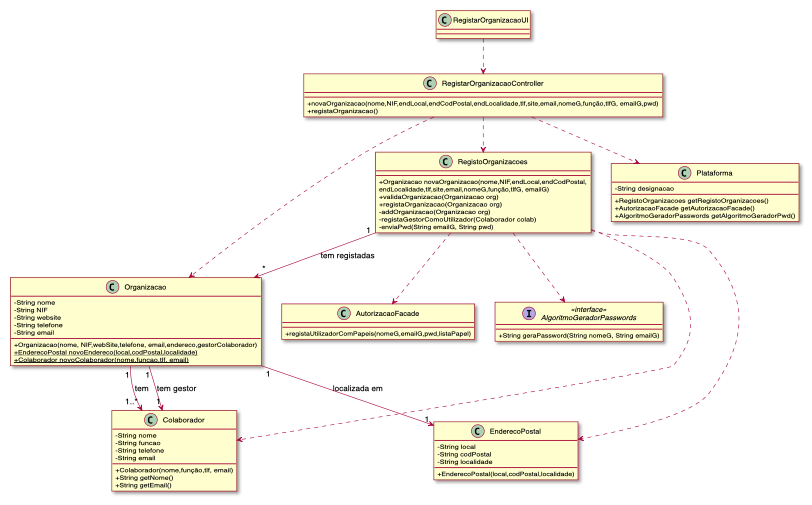 C RegistarOrganizacaoUI
C RegistarOrganizacaoController
+novaOrganizacao(nome,NIF,endLocal,endCodPostal,endLocalidade,tlf,site,email,nomeG,função,tlfG, emailG,pwd)
+registaOrganizacao()
C RegistoOrganizacoes
+Organizacao novaOrganizacao(nome,NIF,endLocal,endCodPostal,
endLocalidade,tlf,site,email,nomeG,função,tlfG, emailG)
+validaOrganizacao(Organizacao org)
+registaOrganizacao(Organizacao org)
-addOrganizacao(Organizacao org)
-registaGestorComoUtilizador(Colaborador colab)
-enviaPwd(String emailG, String pwd)
C Plataforma
-String designacao
+RegistoOrganizacoes getRegistoOrganizacoes()
+AutorizacaoFacade getAutorizacaoFacade()
+AlgoritmoGeradorPasswords getAlgoritmoGeradorPwd()
1
tem registadas
*
C Organizacao
-String nome
-String NIF
-String website
-String telefone
-String email
+Organizacao(nome, NIF,webSite,telefone, email,endereco,gestorColaborador)
+EnderecoPostal novoEndereco(local,codPostal,localidade)
+Colaborador novoColaborador(nome,funcao,tlf, email)
C AutorizacaoFacade
+registaUtilizadorComPapeis(nomeG,emailG,pwd,listaPapel)
I «interface»
AlgoritmoGeradorPasswords
+String geraPassword(String nomeG, String emailG)
1
tem
1..*
1
tem gestor
1
1
localizada em
1
C Colaborador
-String nome
-String funcao
-String telefone
-String email
+Colaborador(nome,função,tlf, email)
+String getNome()
+String getEmail()
C EnderecoPostal
-String local
-String codPostal
-String localidade
+EnderecoPostal(local,codPostal,localidade)